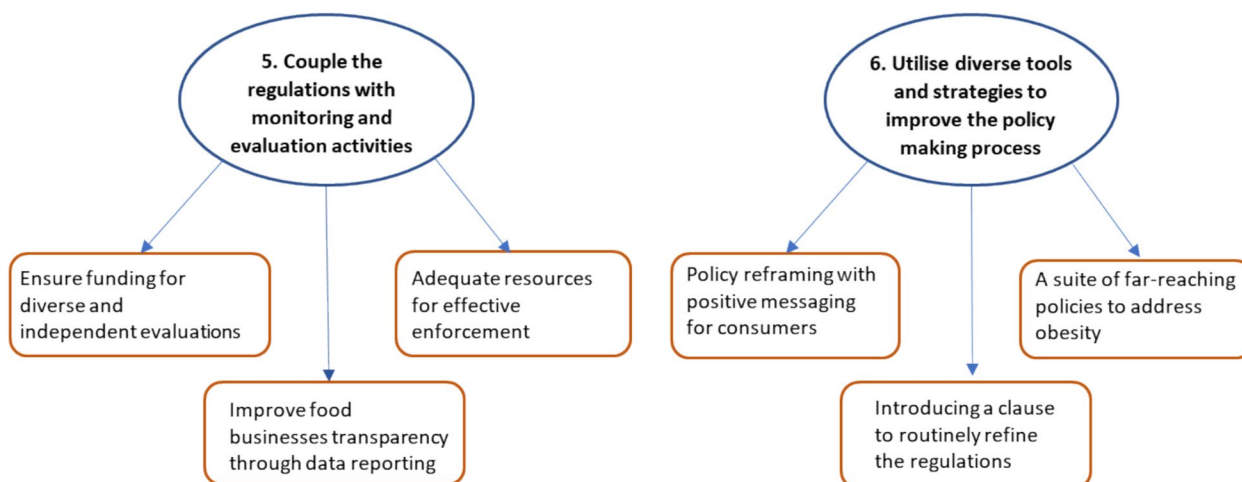 5. Couple the
regulations with
monitoring and
evaluation activities
Ensure funding for
diverse and
independent evaluations
Improve food
businesses transparency
through data reporting
Adequate resources
for effective
enforcement
6. Utilise diverse tools
and strategies to
improve the policy
making process
Policy reframing with
positive messaging
for consumers
Introducing a clause
to routinely refine
the regulations
A suite of far-reaching
policies to address
obesity